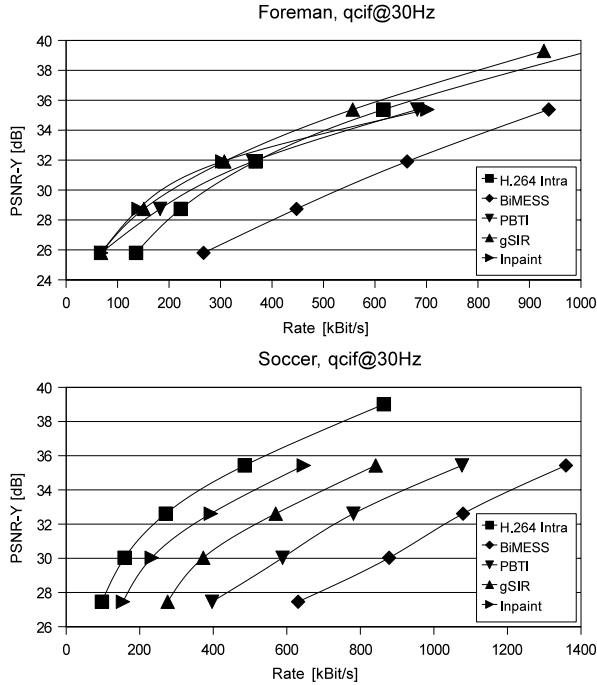 Foreman, qcif@30Hz
PSNR-Y [dB]
40
38
36
34
32
30
28
26
24
0 100 200 300 400 500 600 700 800 900 1000
Rate [kBit/s]
H.264 Intra
BiMESS
PBTI
gSIR
Inpaint
Soccer, qcif@30Hz
PSNR-Y [dB]
40
38
36
34
32
30
28
26
0 200 400 600 800 1000 1200 1400
Rate [kBit/s]
H.264 Intra
BiMESS
PBTI
gSIR
Inpaint